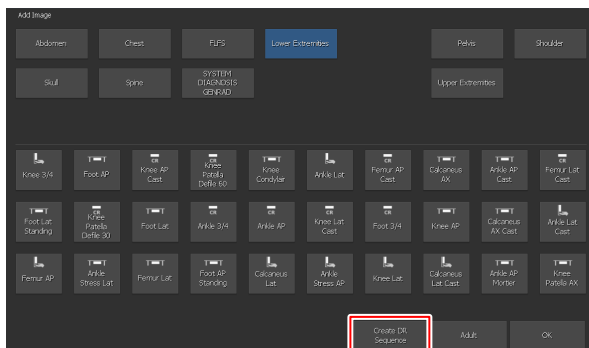 Add Image
Abdomen
Chest
FLFS
Lower Extremities
Pelvis
Shoulder
Skull
Spine
SYSTEM
DIAGNOSIS
GENRAD
Upper Extremities
Knee 3/4
Foot AP
CR
Knee AP
Cast
CR
Knee
Patella
Defile 60
Knee
Condylair
Ankle Lat
CR
Femur AP
Cast
Calcaneus
AX
Ankle AP
Cast
CR
Femur Lat
Cast
Foot Lat
Standing
CR
Knee
Patella
Defile 30
Foot Lat
CR
Ankle 3/4
CR
Ankle AP
CR
Knee Lat
Cast
CR
Foot 3/4
Knee AP
Calcaneus
AX Cast
Ankle Lat
Cast
Femur AP
Ankle
Stress Lat
Femur Lat
Foot AP
Standing
Calcaneus
Lat
Ankle
Stress AP
Knee Lat
Calcaneus
Lat Cast
Ankle AP
Morter
Knee
Patella AX
Create DR
Sequence
Adult
OK